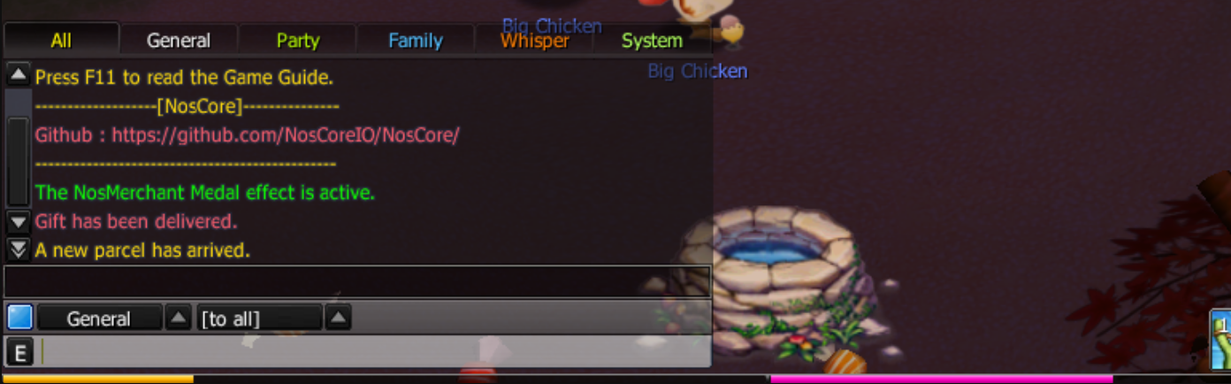 Big Chicken
All General Party Family Whisper System
Big Chicken
Press F11 to read the Game Guide.
-------------------[NosCore]---------------
Github : https://github.com/NosCoreIO/NosCore/
-----------------------------------------------
The NosMerchant Medal effect is active.
Gift has been delivered.
A new parcel has arrived.
General [to all]
E
1